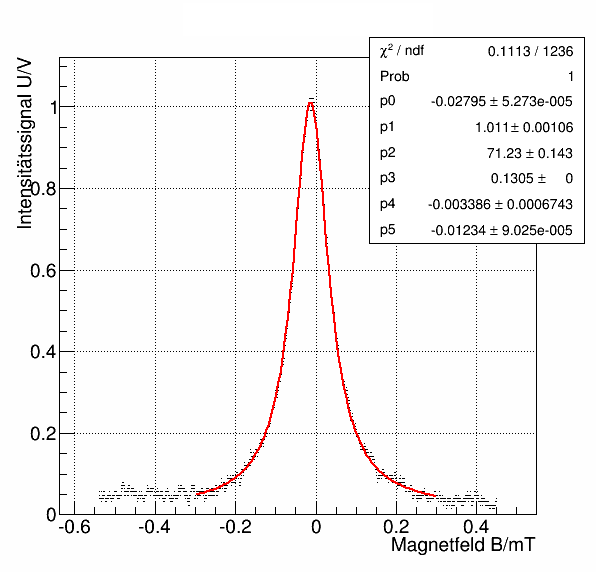 χ² / ndf 0.1113 / 1236
Prob 1
p0 -0.02795 ± 5.273e-005
p1 1.011± 0.00106
p2 71.23 ± 0.143
p3 0.1305 ± 0
p4 -0.003386 ± 0.0006743
p5 -0.01234 ± 9.025e-005
Intensitätssignal U/V
1
0.8
0.6
0.4
0.2
0
-0.6 -0.4 -0.2 0 0.2 0.4
Magnetfeld B/mT